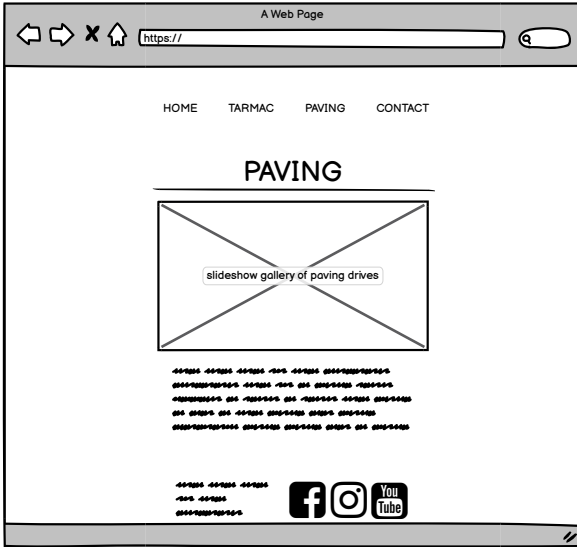 A Web Page
https://
HOME TARMAC PAVING CONTACT
PAVING
slideshow gallery of paving drives
You
Tube